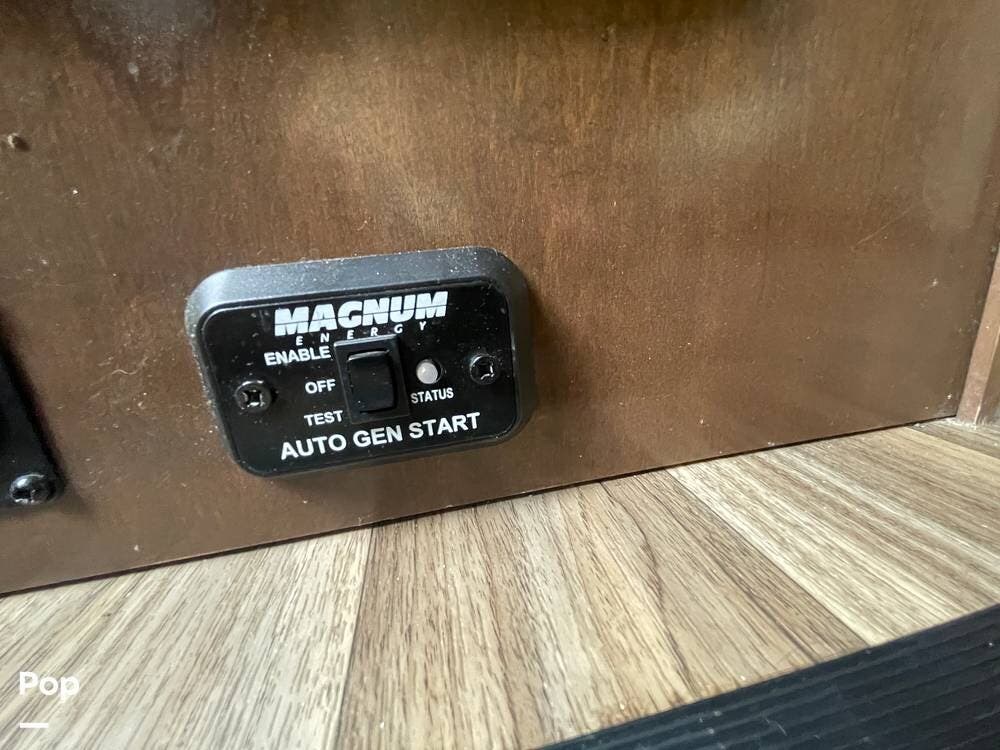 MAGNUM
ENERGY
ENABLE
OFF
TEST
STATUS
AUTO GEN START
Pop